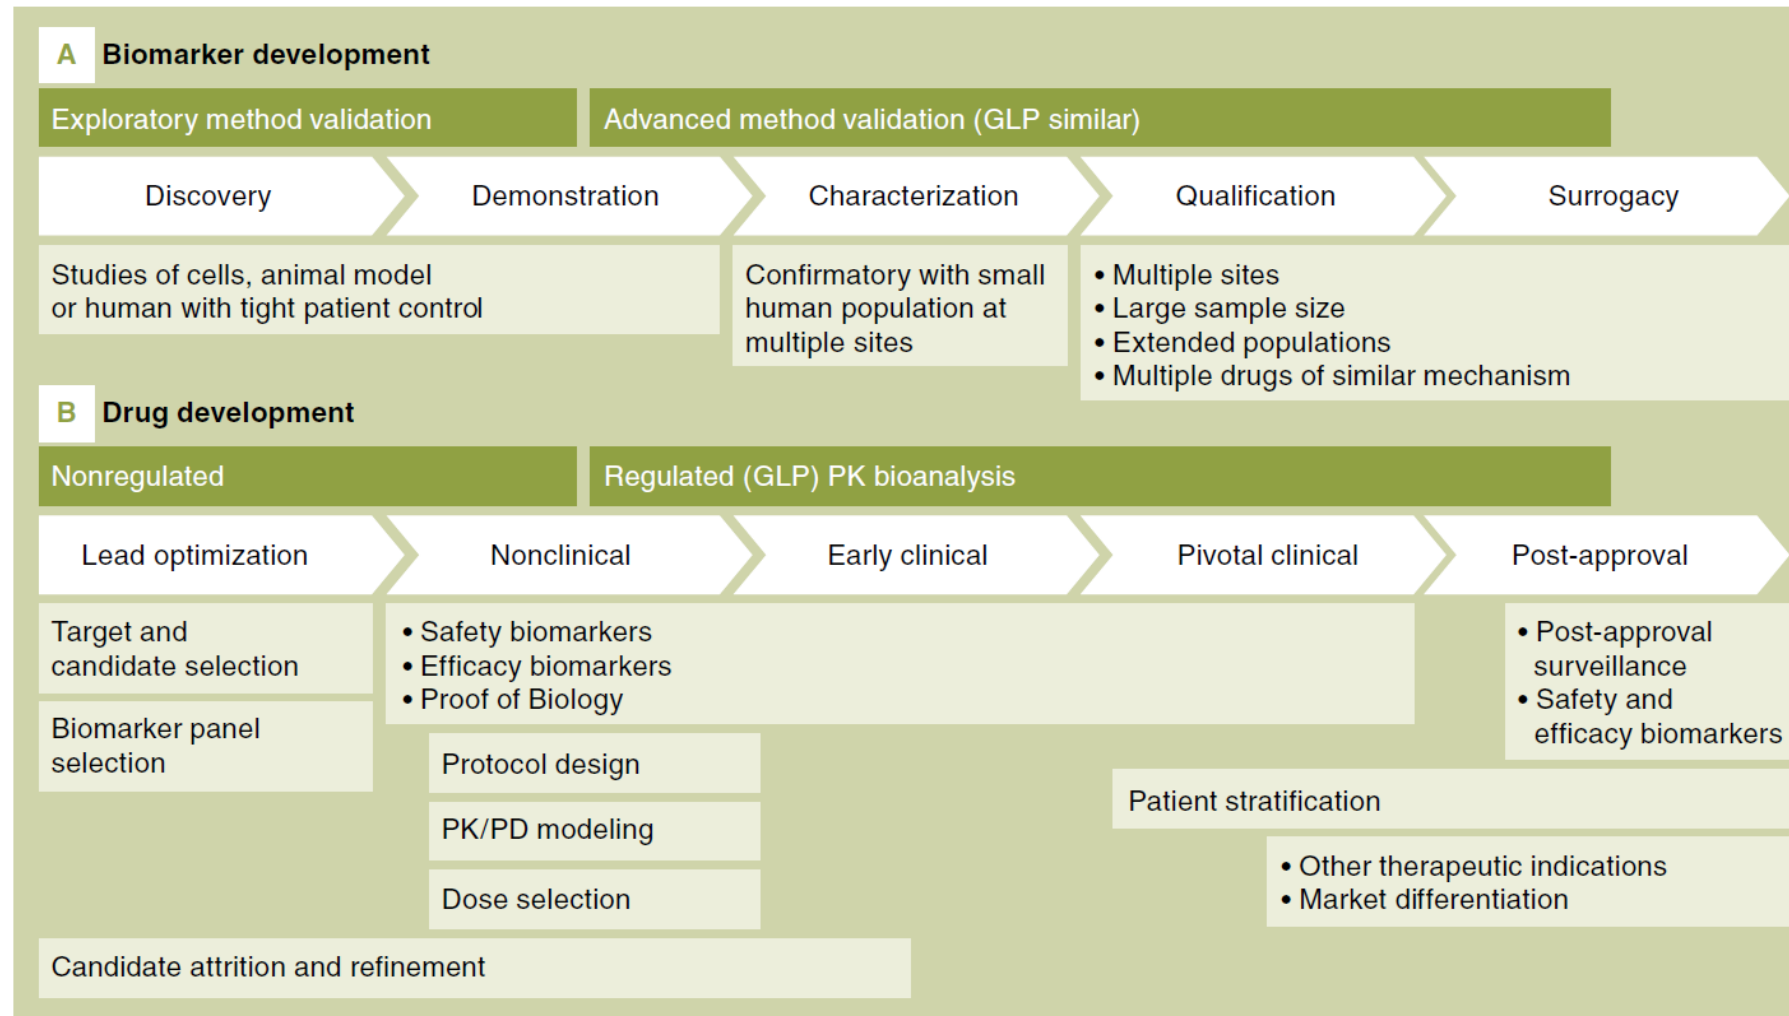 A Biomarker development
Exploratory method validation
Advanced method validation (GLP similar)
Discovery
Demonstration
Characterization
Qualification
Surrogacy
Studies of cells, animal model
or human with tight patient control
Confirmatory with small
human population at
multiple sites
• Multiple sites
• Large sample size
• Extended populations
• Multiple drugs of similar mechanism
B Drug development
Nonregulated
Regulated (GLP) PK bioanalysis
Lead optimization
Nonclinical
Early clinical
Pivotal clinical
Post-approval
Target and
candidate selection
Biomarker panel
selection
• Safety biomarkers
• Efficacy biomarkers
• Proof of Biology
Protocol design
PK/PD modeling
Dose selection
• Post-approval
surveillance
• Safety and
efficacy biomarkers
Patient stratification
• Other therapeutic indications
• Market differentiation
Candidate attrition and refinement